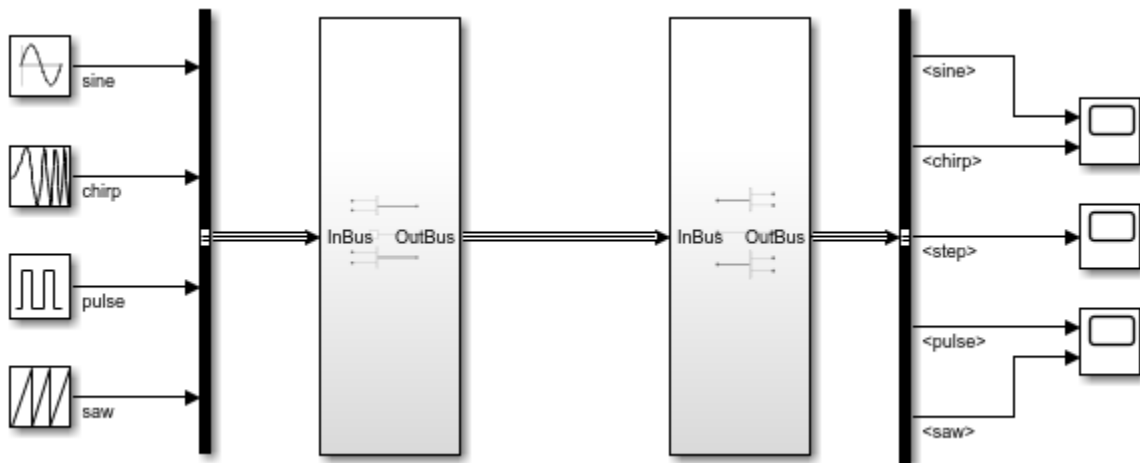 sine
chirp
pulse
saw
InBus OutBus
InBus OutBus
<sine>
<chirp>
<step>
<pulse>
<saw>